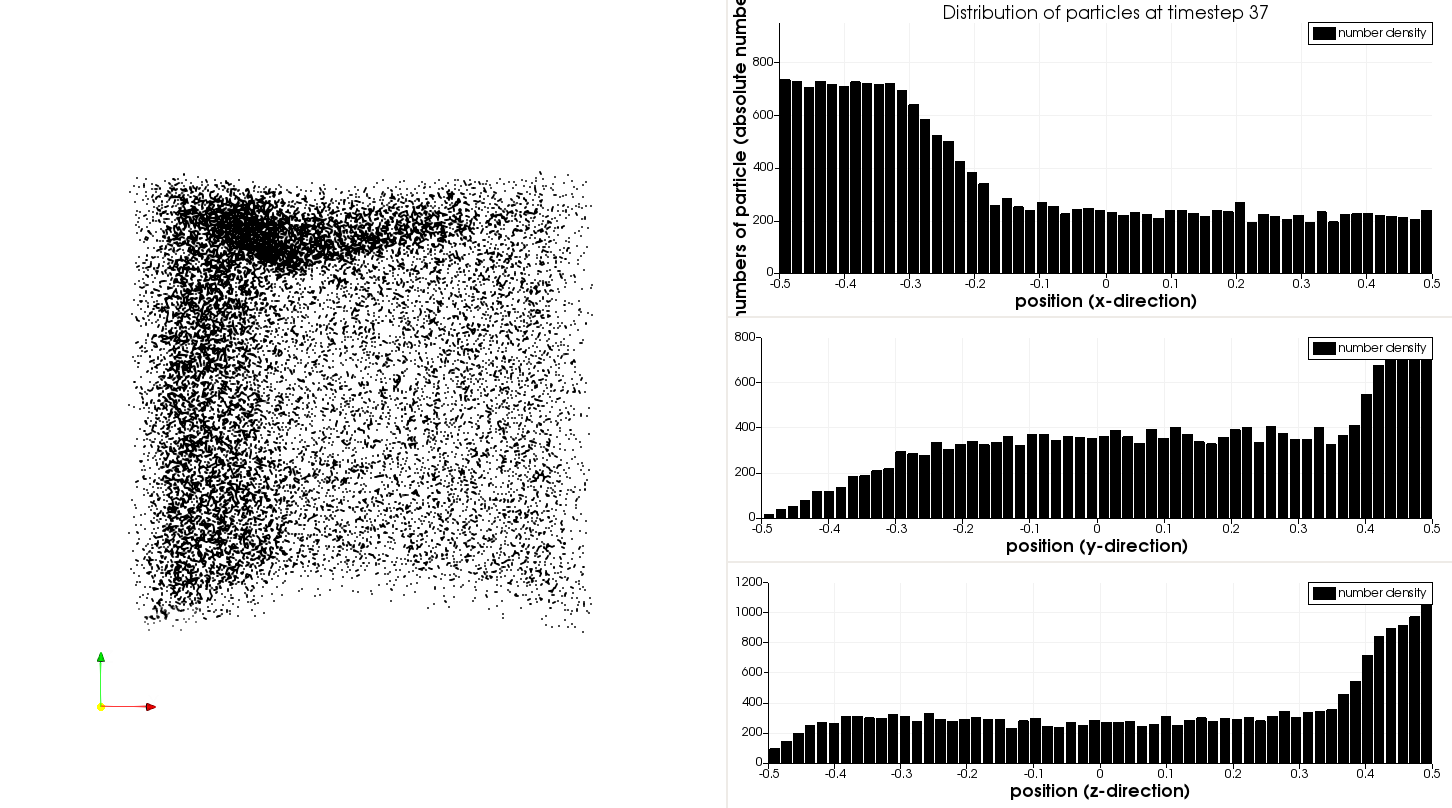 Distribution of particles at timestep 37
number density
numbers of particle (absolute numbe
800
600
400
200
0
-0.5 -0.4 -0.3 -0.2 -0.1 0 0.1 0.2 0.3 0.4 0.5
position (x-direction)
number density
800
600
400
200
0
-0.5 -0.4 -0.3 -0.2 -0.1 0 0.1 0.2 0.3 0.4 0.5
position (y-direction)
number density
1200
1000
800
600
400
200
0
-0.5 -0.4 -0.3 -0.2 -0.1 0 0.1 0.2 0.3 0.4 0.5
position (z-direction)